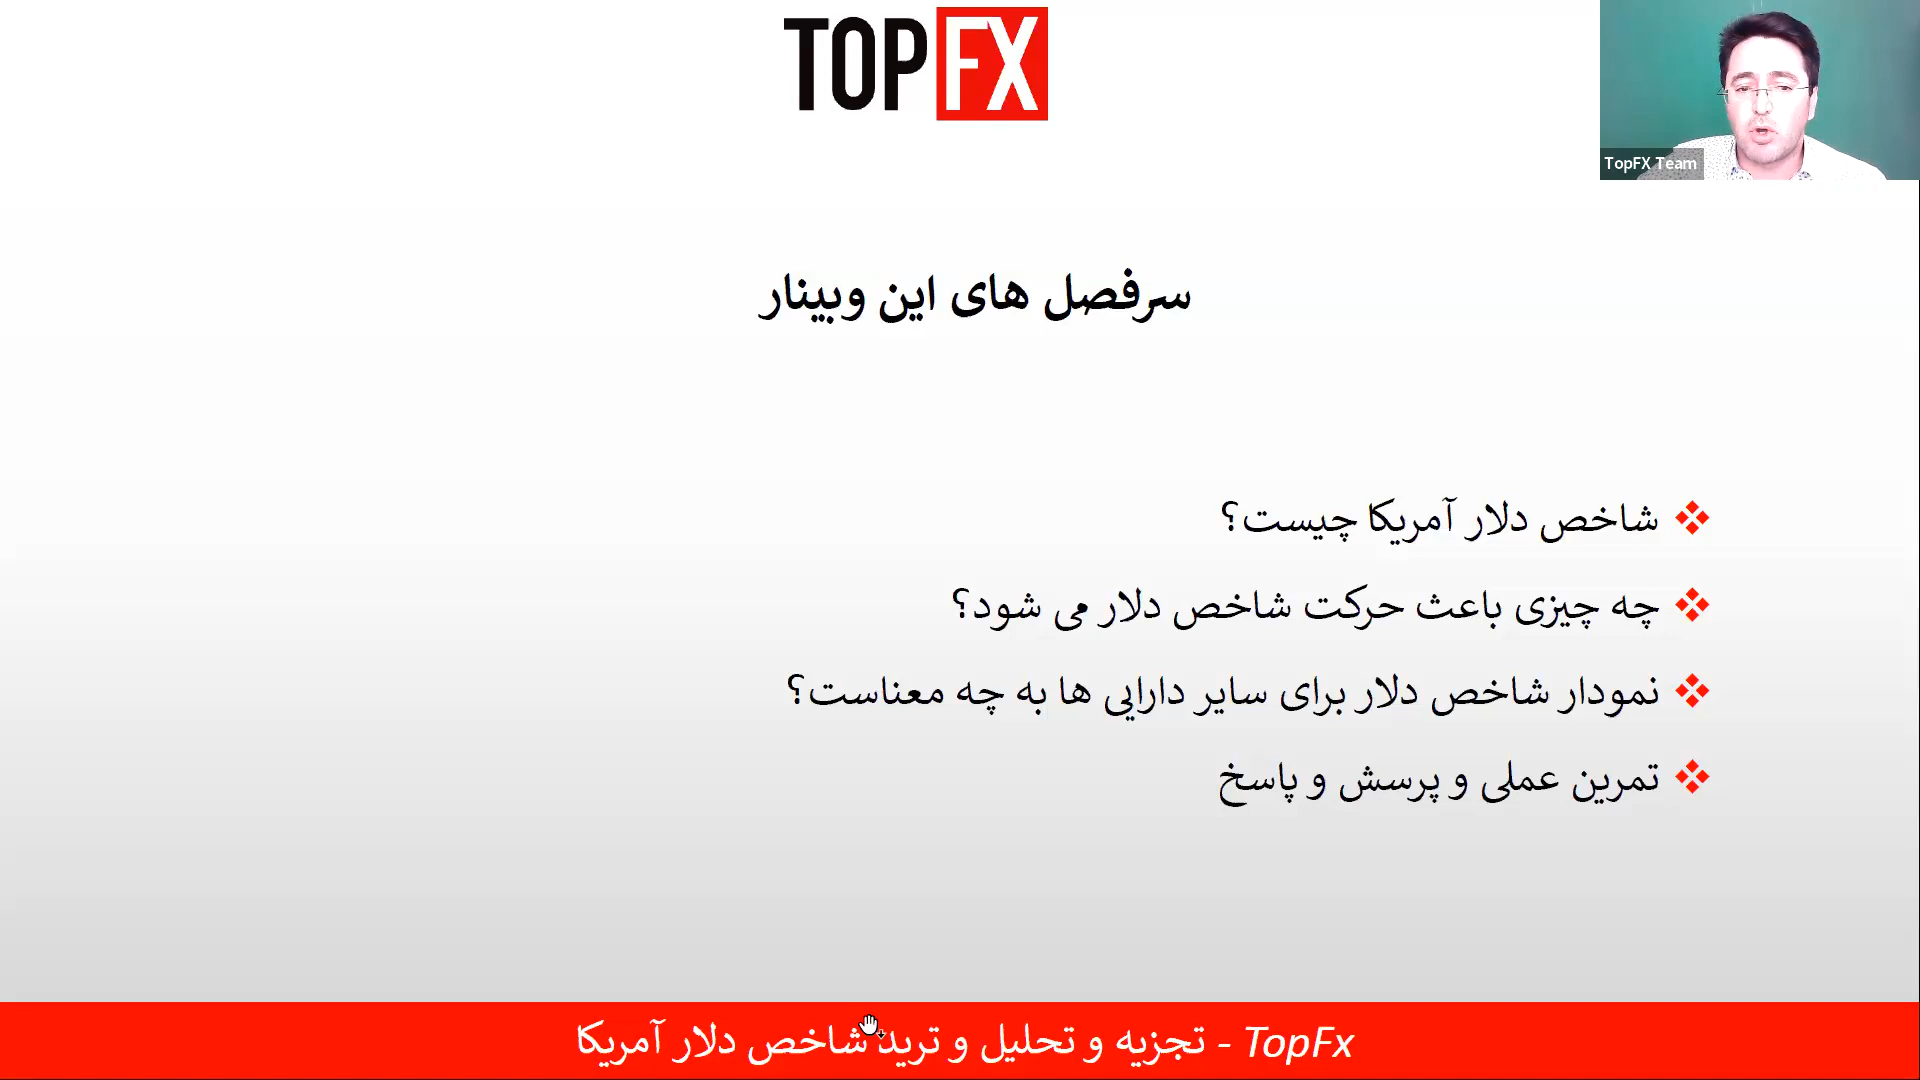 TOPFX
TopFX Team
سرفصل های این وبینار
شاخص دلار آمریکا چیست؟
چه چیزی باعث حرکت شاخص دلار می شود؟
نمودار شاخص دلار برای سایر دارایی ها به چه معناست؟
تمرین عملی و پرسش و پاسخ
TopFx - تجزیه و تحلیل و ترید شاخص دلار آمریکا